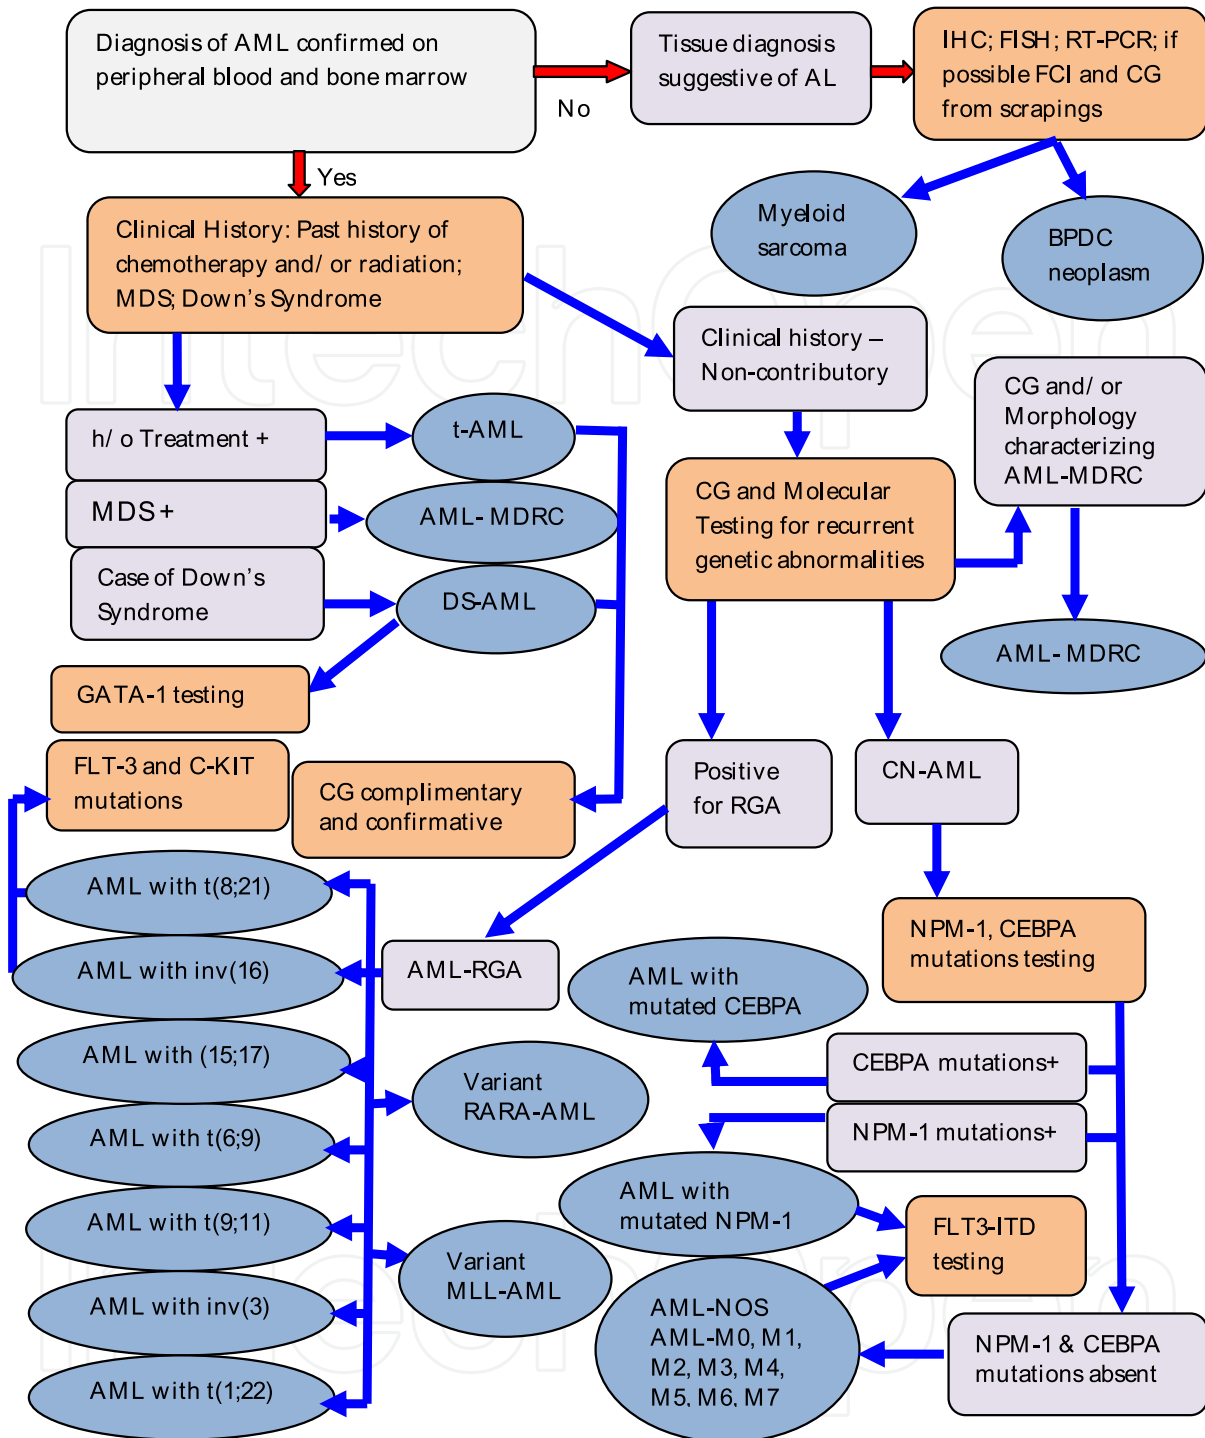 Diagnosis of AML confirmed on
peripheral blood and bone marrow
No
Tissue diagnosis
suggestive of AL
IHC; FISH; RT-PCR; if
possible FCI and CG
from scrapings
Yes
Myeloid
sarcoma
BPDC
neoplasm
Clinical History: Past history of
chemotherapy and/ or radiation;
MDS; Down's Syndrome
Clinical history –
Non-contributory
CG and/ or
Morphology
characterizing
AML-MDRC
h/ o Treatment +
t-AML
MDS +
AML- MDRC
Case of Down's
Syndrome
DS-AML
CG and Molecular
Testing for recurrent
genetic abnormalities
AML- MDRC
GATA-1 testing
FLT-3 and C-KIT
mutations
CG complimentary
and confirmative
Positive
for RGA
CN-AML
AML with t(8;21)
AML with inv(16)
AML-RGA
AML with (15;17)
Variant
RARA-AML
AML with t(6;9)
AML with t(9;11)
Variant
MLL-AML
AML with inv(3)
AML with t(1;22)
NPM-1, CEBPA
mutations testing
AML with
mutated CEBPA
CEBPA mutations+
NPM-1 mutations+
AML with
mutated NPM-1
FLT3-ITD
testing
AML-NOS
AML-M0, M1,
M2, M3, M4,
M5, M6, M7
NPM-1 & CEBPA
mutations absent
IntechOpen
IntechOpen